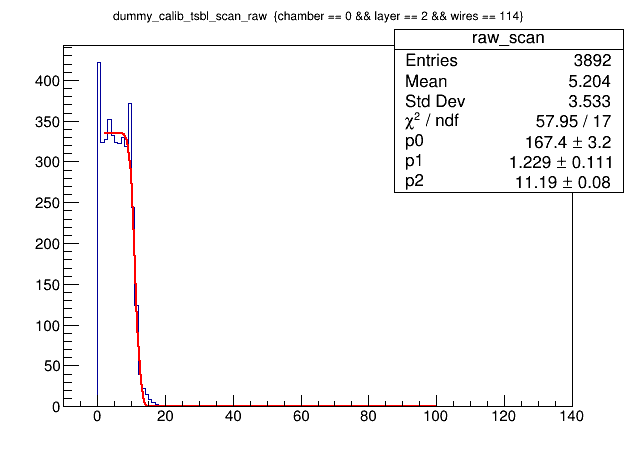 dummy_calib_tsbl_scan_raw {chamber == 0 && layer == 2 && wires == 114}
raw_scan
Entries 3892
Mean 5.204
Std Dev 3.533
χ² / ndf 57.95 / 17
p0 167.4 ± 3.2
p1 1.229 ± 0.111
p2 11.19 ± 0.08
400
350
300
250
200
150
100
50
0
0 20 40 60 80 100 120 140